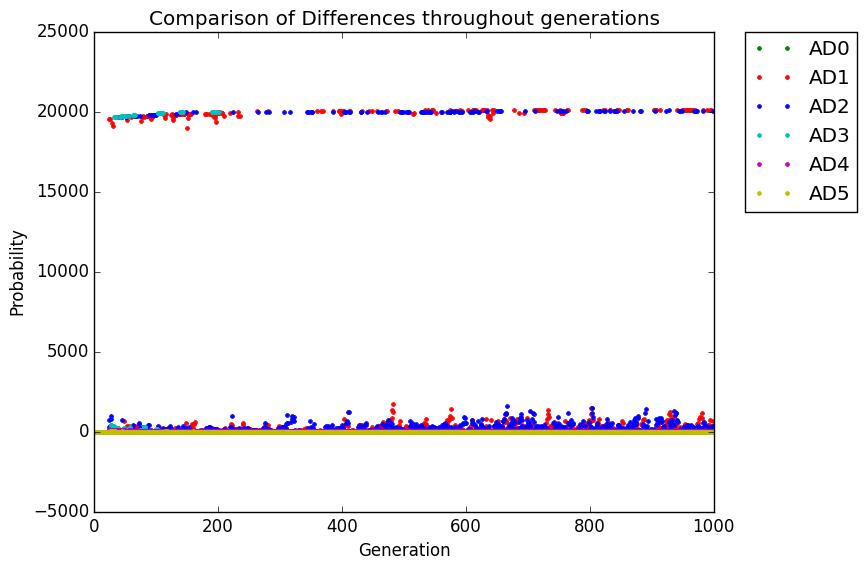 Comparison of Differences throughout generations
25000
20000
15000
10000
5000
0
−5000
0 200 400 600 800 1000
Probability
Generation
AD0
AD1
AD2
AD3
AD4
AD5